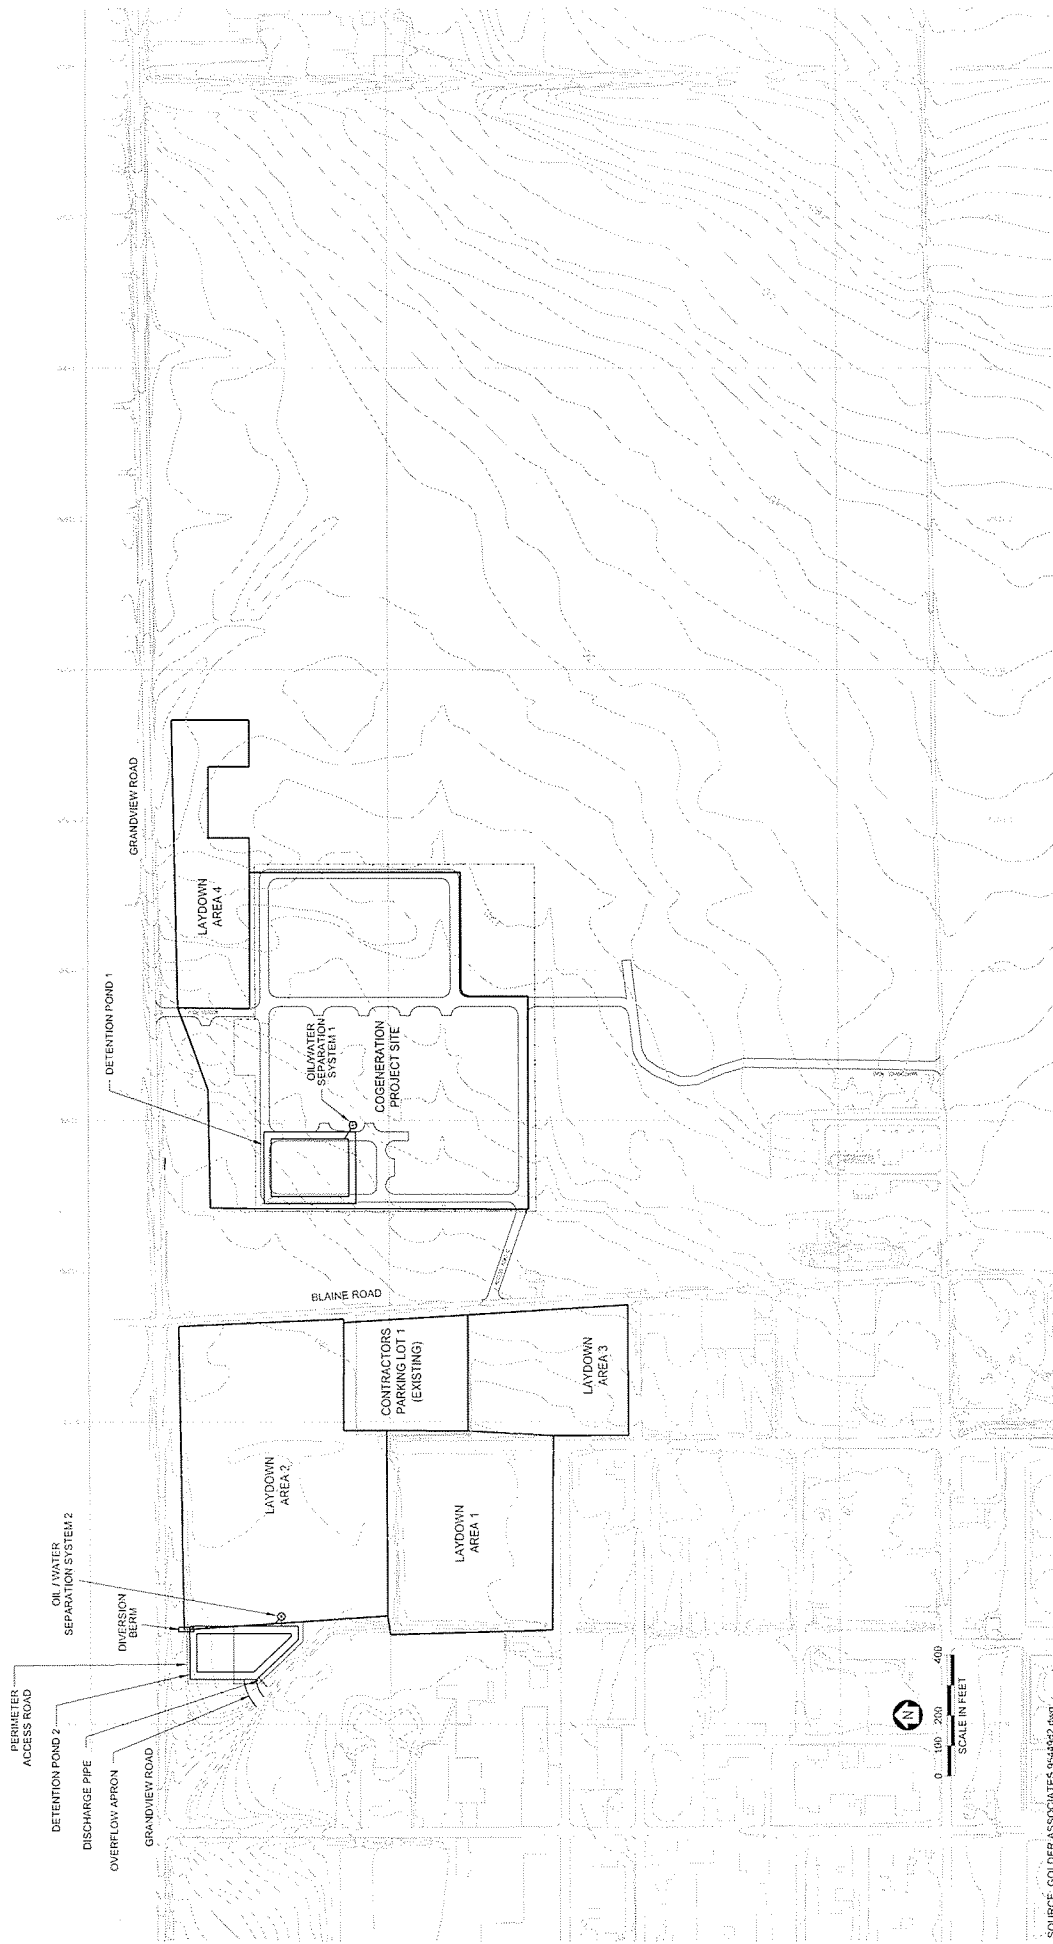 PERIMETER
ACCESS ROAD
DETENTION POND 2
DISCHARGE PIPE
OVERFLOW APRON
GRANDVIEW ROAD
OIL / WATER
SEPARATION SYSTEM 2
DIVERSION
BERM
LAYDOWN
AREA 2
LAYDOWN
AREA 1
CONTRACTORS
PARKING LOT 1
(EXISTING)
LAYDOWN
AREA 3
BLAINE ROAD
DETENTION POND 1
OIL/WATER
SEPARATION
SYSTEM 1
COGENERATION
PROJECT SITE
LAYDOWN
AREA 4
GRANDVIEW ROAD
N
0 100 200 400
SCALE IN FEET
SOURCE: GOLDER ASSOCIATES